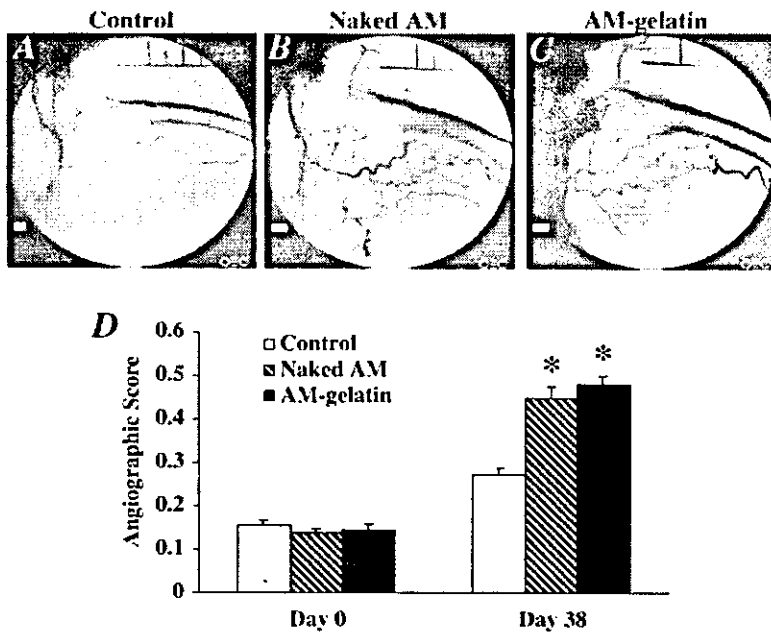 Control
Naked AM
AM-gelatin
A
B
C
D
Angiographic Score
0.6
0.5
0.4
0.3
0.2
0.1
0
Control
Naked AM
AM-gelatin
*
*
Day 0
Day 38